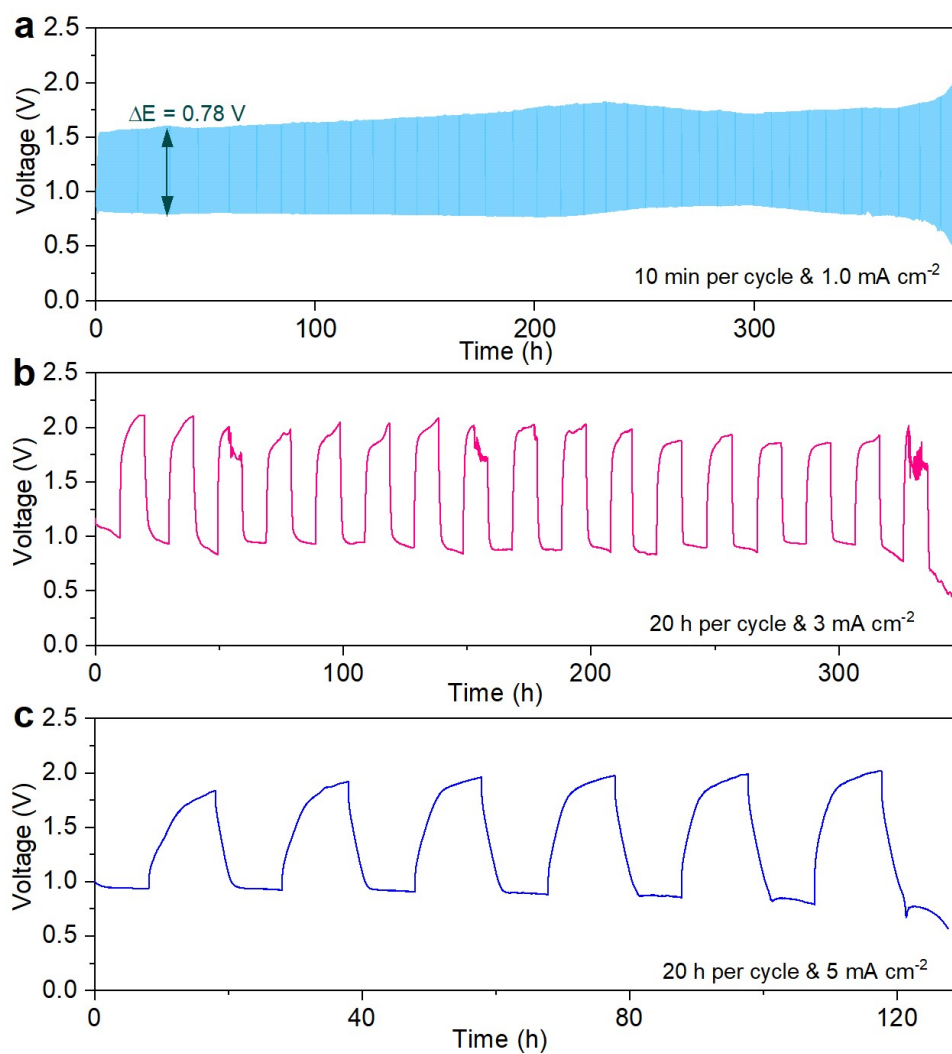 a
2.5
2.0
1.5
1.0
0.5
0.0
Voltage (V)
ΔE = 0.78 V
10 min per cycle & 1.0 mA cm-2
0 100 200 300
Time (h)
b
2.5
2.0
1.5
1.0
0.5
0.0
Voltage (V)
20 h per cycle & 3 mA cm-2
0 100 200 300
Time (h)
c
2.5
2.0
1.5
1.0
0.5
0.0
Voltage (V)
20 h per cycle & 5 mA cm-2
0 40 80 120
Time (h)